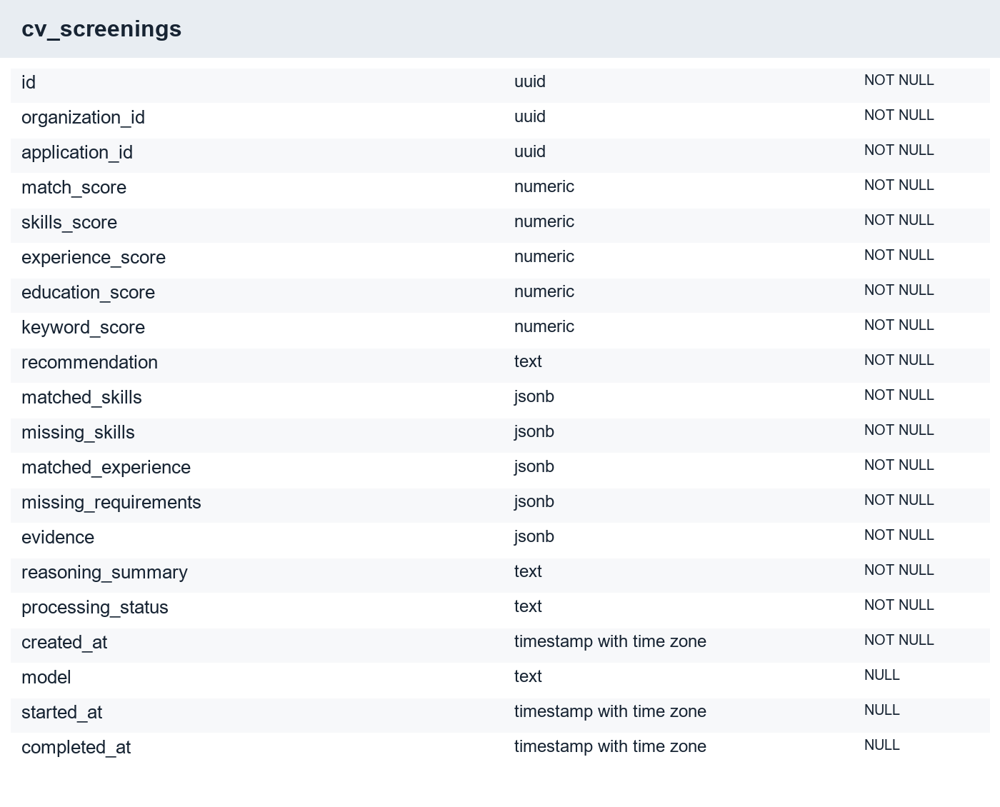 cv_screenings
id uuid NOT NULL
organization_id uuid NOT NULL
application_id uuid NOT NULL
match_score numeric NOT NULL
skills_score numeric NOT NULL
experience_score numeric NOT NULL
education_score numeric NOT NULL
keyword_score numeric NOT NULL
recommendation text NOT NULL
matched_skills jsonb NOT NULL
missing_skills jsonb NOT NULL
matched_experience jsonb NOT NULL
missing_requirements jsonb NOT NULL
evidence jsonb NOT NULL
reasoning_summary text NOT NULL
processing_status text NOT NULL
created_at timestamp with time zone NOT NULL
model text NULL
started_at timestamp with time zone NULL
completed_at timestamp with time zone NULL